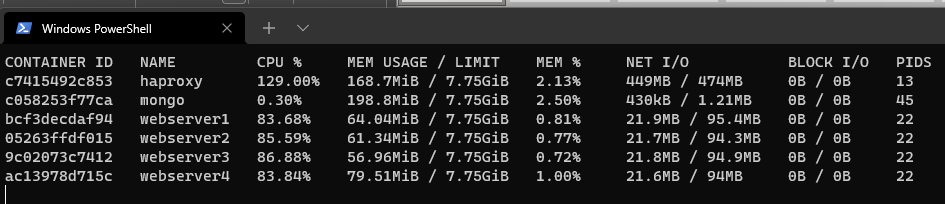 Windows PowerShell
CONTAINER ID NAME CPU % MEM USAGE / LIMIT MEM % NET I/O BLOCK I/O PIDS
c7415492c853 haproxy 129.00% 168.7MiB / 7.75GiB 2.13% 449MB / 474MB 0B / 0B 13
c058253f77ca mongo 0.30% 198.8MiB / 7.75GiB 2.50% 430kB / 1.21MB 0B / 0B 45
bcf3decdaf94 webserver1 83.68% 64.04MiB / 7.75GiB 0.81% 21.9MB / 95.4MB 0B / 0B 22
05263ffdf015 webserver2 85.59% 61.34MiB / 7.75GiB 0.77% 21.7MB / 94.3MB 0B / 0B 22
9c02073c7412 webserver3 86.88% 56.96MiB / 7.75GiB 0.72% 21.8MB / 94.9MB 0B / 0B 22
ac13978d715c webserver4 83.84% 79.51MiB / 7.75GiB 1.00% 21.6MB / 94MB 0B / 0B 22